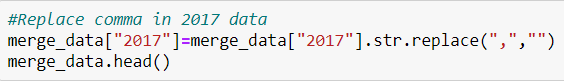 #Replace comma in 2017 data
merge_data["2017"]=merge_data["2017"].str.replace(",","")
merge_data.head()